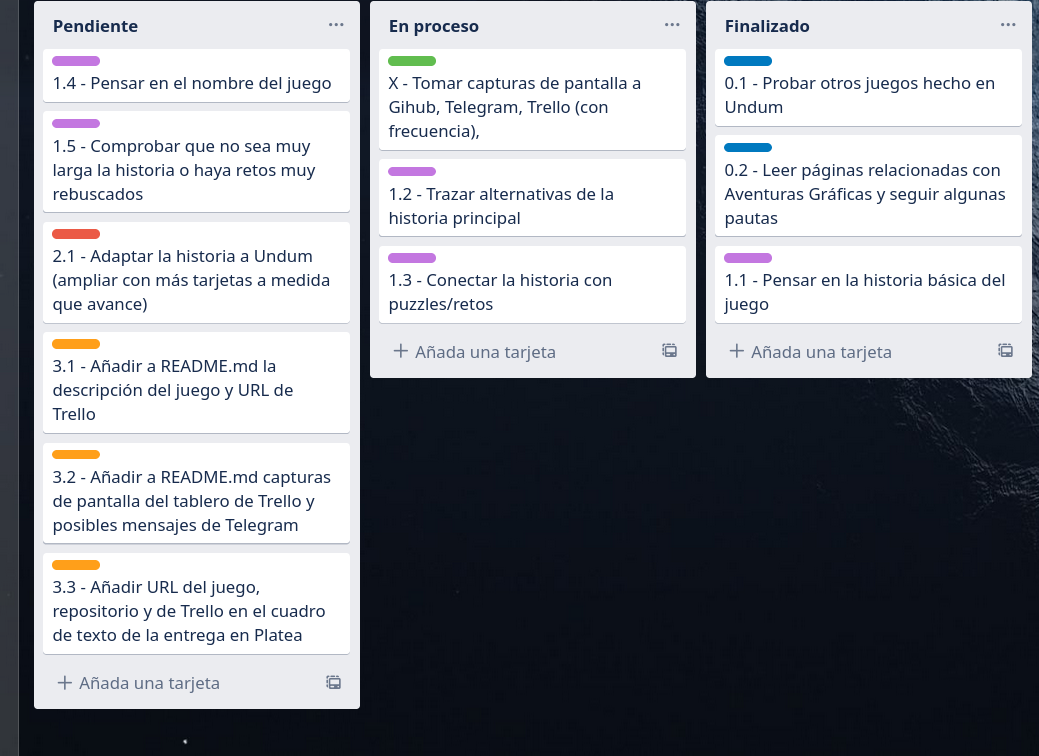 Pendiente
1.4 - Pensar en el nombre del juego
1.5 - Comprobar que no sea muy
larga la historia o haya retos muy
rebuscados
2.1 - Adaptar la historia a Undum
(ampliar con más tarjetas a medida
que avance)
3.1 - Añadir a README.md la
descripción del juego y URL de
Trello
3.2 - Añadir a README.md capturas
de pantalla del tablero de Trello y
posibles mensajes de Telegram
3.3 - Añadir URL del juego,
repositorio y de Trello en el cuadro
de texto de la entrega en Platea
+ Añada una tarjeta
En proceso
X - Tomar capturas de pantalla a
Gihub, Telegram, Trello (con
frecuencia),
1.2 - Trazar alternativas de la
historia principal
1.3 - Conectar la historia con
puzzles/retos
+ Añada una tarjeta
Finalizado
0.1 - Probar otros juegos hecho en
Undum
0.2 - Leer páginas relacionadas con
Aventuras Gráficas y seguir algunas
pautas
1.1 - Pensar en la historia básica del
juego
+ Añada una tarjeta